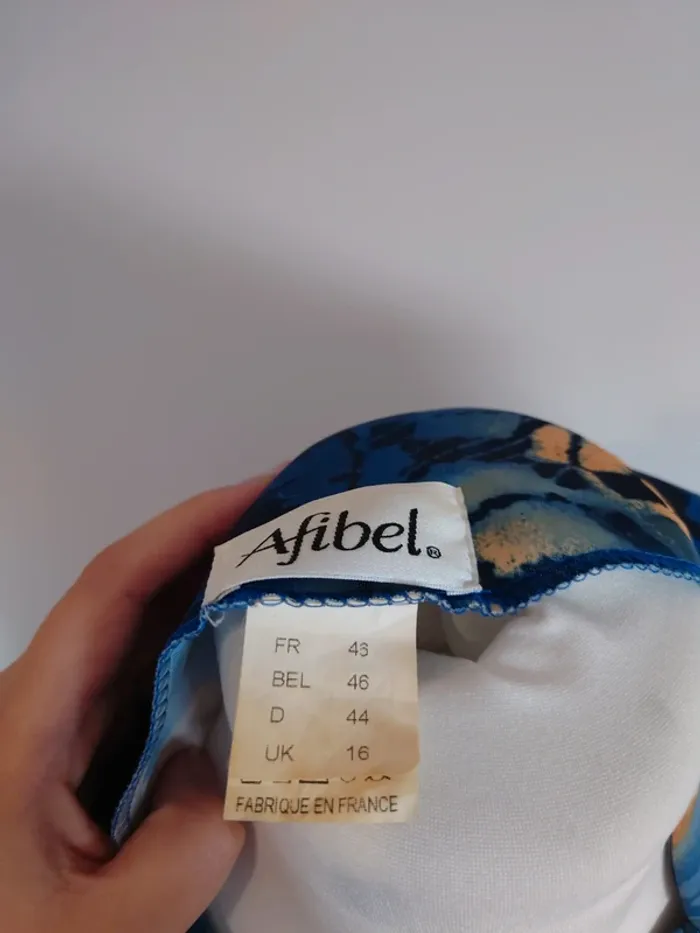 Afibel®
FR 46
BEL 46
D 44
UK 16
FABRIQUE EN FRANCE